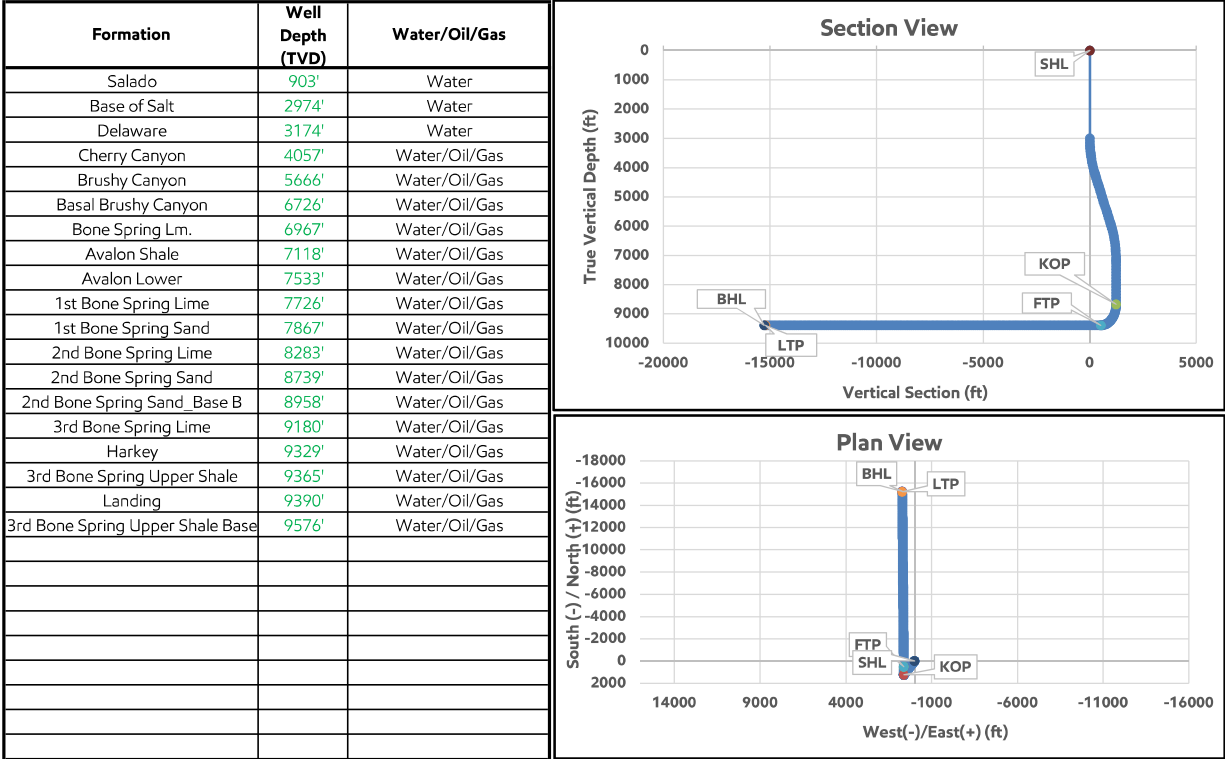 Formation Well Depth (TVD) Water/Oil/Gas
Salado 903' Water
Base of Salt 2974' Water
Delaware 3174' Water
Cherry Canyon 4057' Water/Oil/Gas
Brushy Canyon 5666' Water/Oil/Gas
Basal Brushy Canyon 6726' Water/Oil/Gas
Bone Spring Lm. 6967' Water/Oil/Gas
Avalon Shale 7118' Water/Oil/Gas
Avalon Lower 7533' Water/Oil/Gas
1st Bone Spring Lime 7726' Water/Oil/Gas
1st Bone Spring Sand 7867' Water/Oil/Gas
2nd Bone Spring Lime 8283' Water/Oil/Gas
2nd Bone Spring Sand 8739' Water/Oil/Gas
2nd Bone Spring Sand_Base B 8958' Water/Oil/Gas
3rd Bone Spring Lime 9180' Water/Oil/Gas
Harkey 9329' Water/Oil/Gas
3rd Bone Spring Upper Shale 9365' Water/Oil/Gas
Landing 9390' Water/Oil/Gas
3rd Bone Spring Upper Shale Base 9576' Water/Oil/Gas
Section View
True Vertical Depth (ft)
0
1000
2000
3000
4000
5000
6000
7000
8000
9000
10000
SHL
KOP
FTP
BHL
LTP
-20000 -15000 -10000 -5000 0 5000
Vertical Section (ft)
Plan View
South (-) / North (+) (ft)
-18000
-16000
-14000
-12000
-10000
-8000
-6000
-4000
-2000
0
2000
BHL
LTP
FTP
SHL
KOP
14000 9000 4000 -1000 -6000 -11000 -16000
West(-)/East(+) (ft)